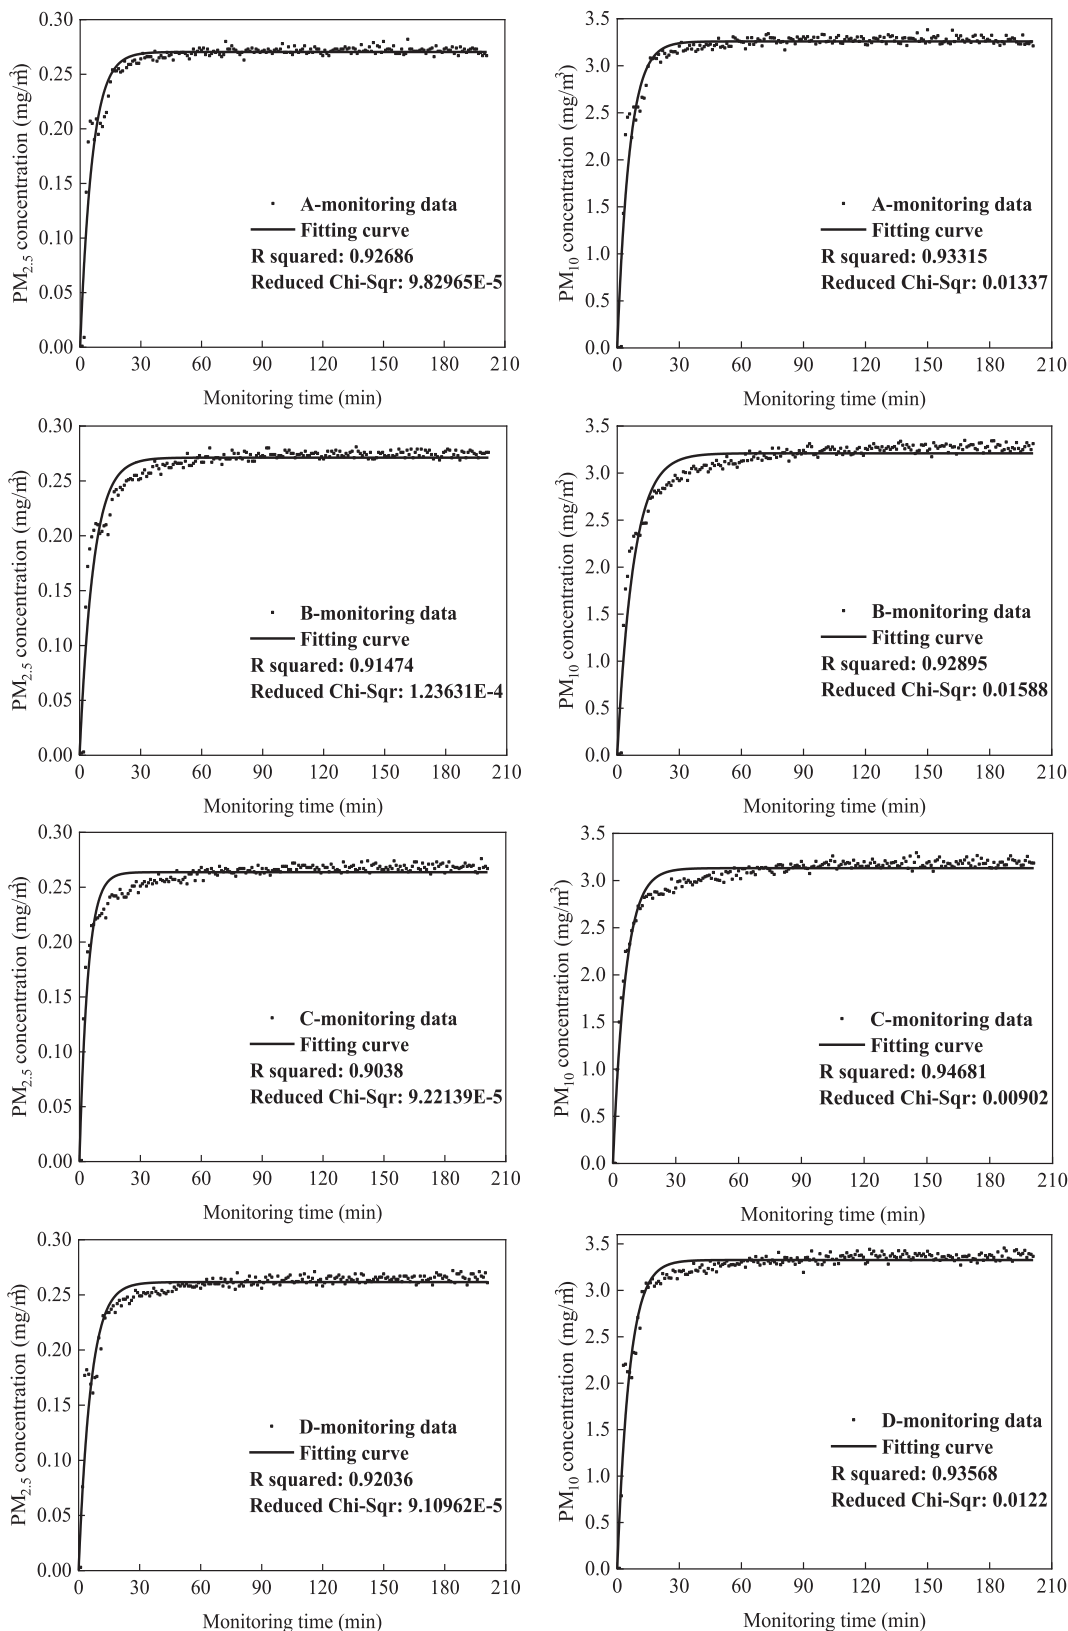 0.30
0.25
0.20
0.15
0.10
0.05
0.00
PM2.5 concentration (mg/m³)
A-monitoring data
Fitting curve
R squared: 0.92686
Reduced Chi-Sqr: 9.82965E-5
0 30 60 90 120 150 180 210
Monitoring time (min)
3.5
3.0
2.5
2.0
1.5
1.0
0.5
0.0
PM10 concentration (mg/m³)
A-monitoring data
Fitting curve
R squared: 0.93315
Reduced Chi-Sqr: 0.01337
0 30 60 90 120 150 180 210
Monitoring time (min)
0.30
0.25
0.20
0.15
0.10
0.05
0.00
PM2.5 concentration (mg/m³)
B-monitoring data
Fitting curve
R squared: 0.91474
Reduced Chi-Sqr: 1.23631E-4
0 30 60 90 120 150 180 210
Monitoring time (min)
3.5
3.0
2.5
2.0
1.5
1.0
0.5
0.0
PM10 concentration (mg/m³)
B-monitoring data
Fitting curve
R squared: 0.92895
Reduced Chi-Sqr: 0.01588
0 30 60 90 120 150 180 210
Monitoring time (min)
0.30
0.25
0.20
0.15
0.10
0.05
0.00
PM2.5 concentration (mg/m³)
C-monitoring data
Fitting curve
R squared: 0.9038
Reduced Chi-Sqr: 9.22139E-5
0 30 60 90 120 150 180 210
Monitoring time (min)
3.5
3.0
2.5
2.0
1.5
1.0
0.5
0.0
PM10 concentration (mg/m³)
C-monitoring data
Fitting curve
R squared: 0.94681
Reduced Chi-Sqr: 0.00902
0 30 60 90 120 150 180 210
Monitoring time (min)
0.30
0.25
0.20
0.15
0.10
0.05
0.00
PM2.5 concentration (mg/m³)
D-monitoring data
Fitting curve
R squared: 0.92036
Reduced Chi-Sqr: 9.10962E-5
0 30 60 90 120 150 180 210
Monitoring time (min)
3.5
3.0
2.5
2.0
1.5
1.0
0.5
0.0
PM10 concentration (mg/m³)
D-monitoring data
Fitting curve
R squared: 0.93568
Reduced Chi-Sqr: 0.0122
0 30 60 90 120 150 180 210
Monitoring time (min)